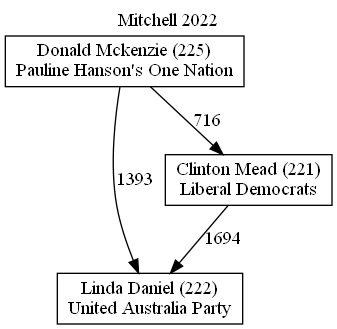 Mitchell 2022
Donald Mckenzie (225)
Pauline Hanson's One Nation
716
Clinton Mead (221)
Liberal Democrats
1393
1694
Linda Daniel (222)
United Australia Party